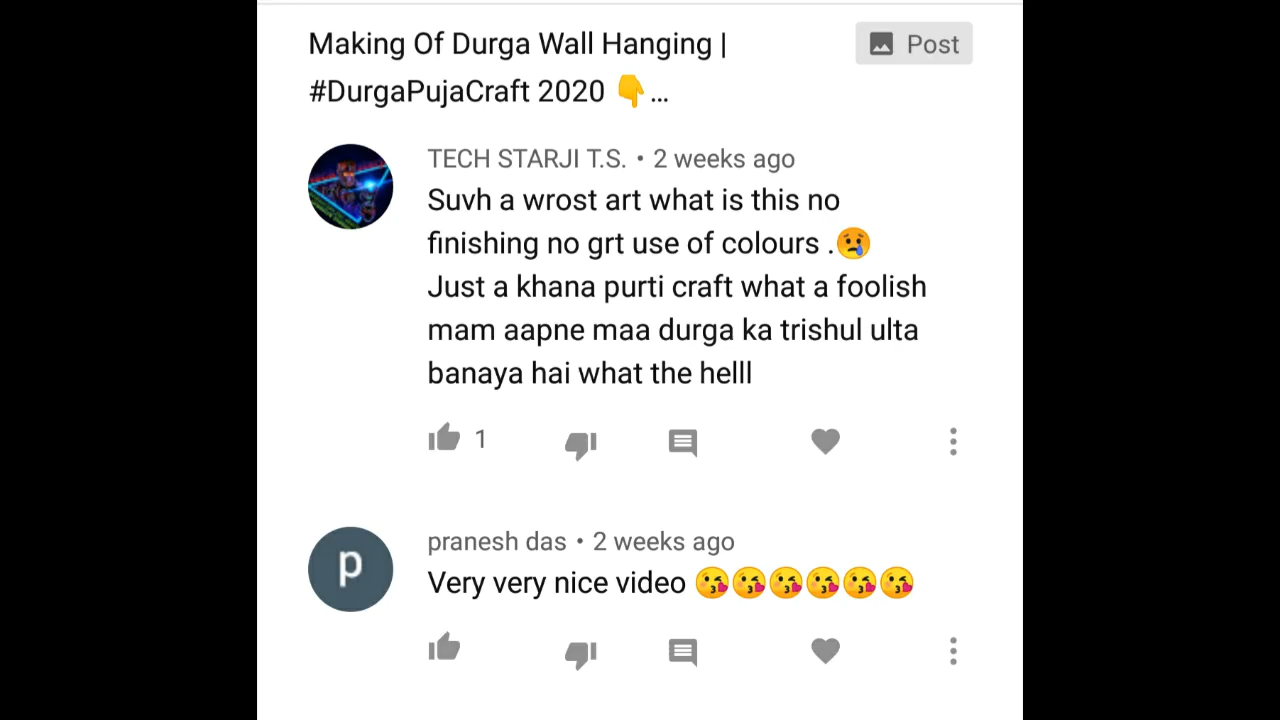 Making Of Durga Wall Hanging |
#DurgaPujaCraft 2020 👇...
Post
TECH STARJI T.S. • 2 weeks ago
Suvh a wrost art what is this no
finishing no grt use of colours .😢
Just a khana purti craft what a foolish
mam aapne maa durga ka trishul ulta
banaya hai what the helll
1
p
pranesh das • 2 weeks ago
Very very nice video 😘😘😘😘😘😘